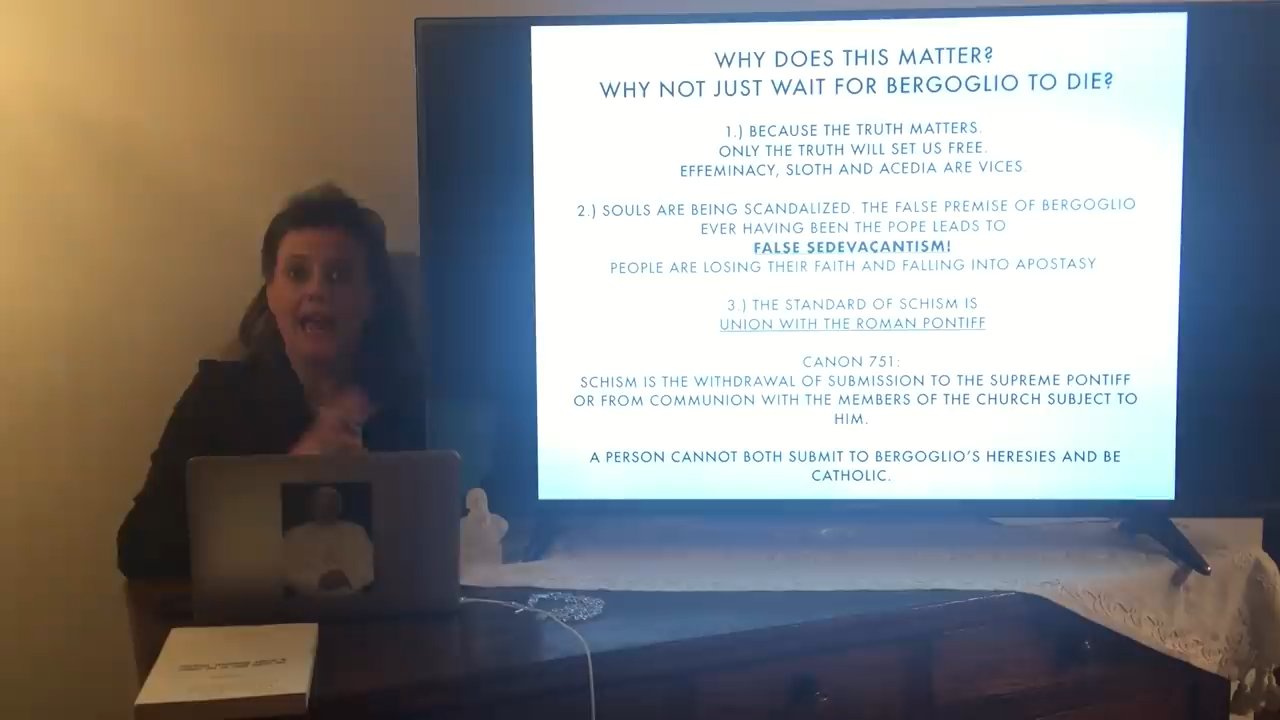 WHY DOES THIS MATTER?
WHY NOT JUST WAIT FOR BERGOGLIO TO DIE?
1.) BECAUSE THE TRUTH MATTERS.
ONLY THE TRUTH WILL SET US FREE.
EFFEMINACY, SLOTH AND ACEDIA ARE VICES.
2.) SOULS ARE BEING SCANDALIZED. THE FALSE PREMISE OF BERGOGLIO
EVER HAVING BEEN THE POPE LEADS TO
FALSE SEDEVACANTISM!
PEOPLE ARE LOSING THEIR FAITH AND FALLING INTO APOSTASY
3.) THE STANDARD OF SCHISM IS
UNION WITH THE ROMAN PONTIFF
CANON 751:
SCHISM IS THE WITHDRAWAL OF SUBMISSION TO THE SUPREME PONTIFF
OR FROM COMMUNION WITH THE MEMBERS OF THE CHURCH SUBJECT TO
HIM.
A PERSON CANNOT BOTH SUBMIT TO BERGOGLIO'S HERESIES AND BE
CATHOLIC.